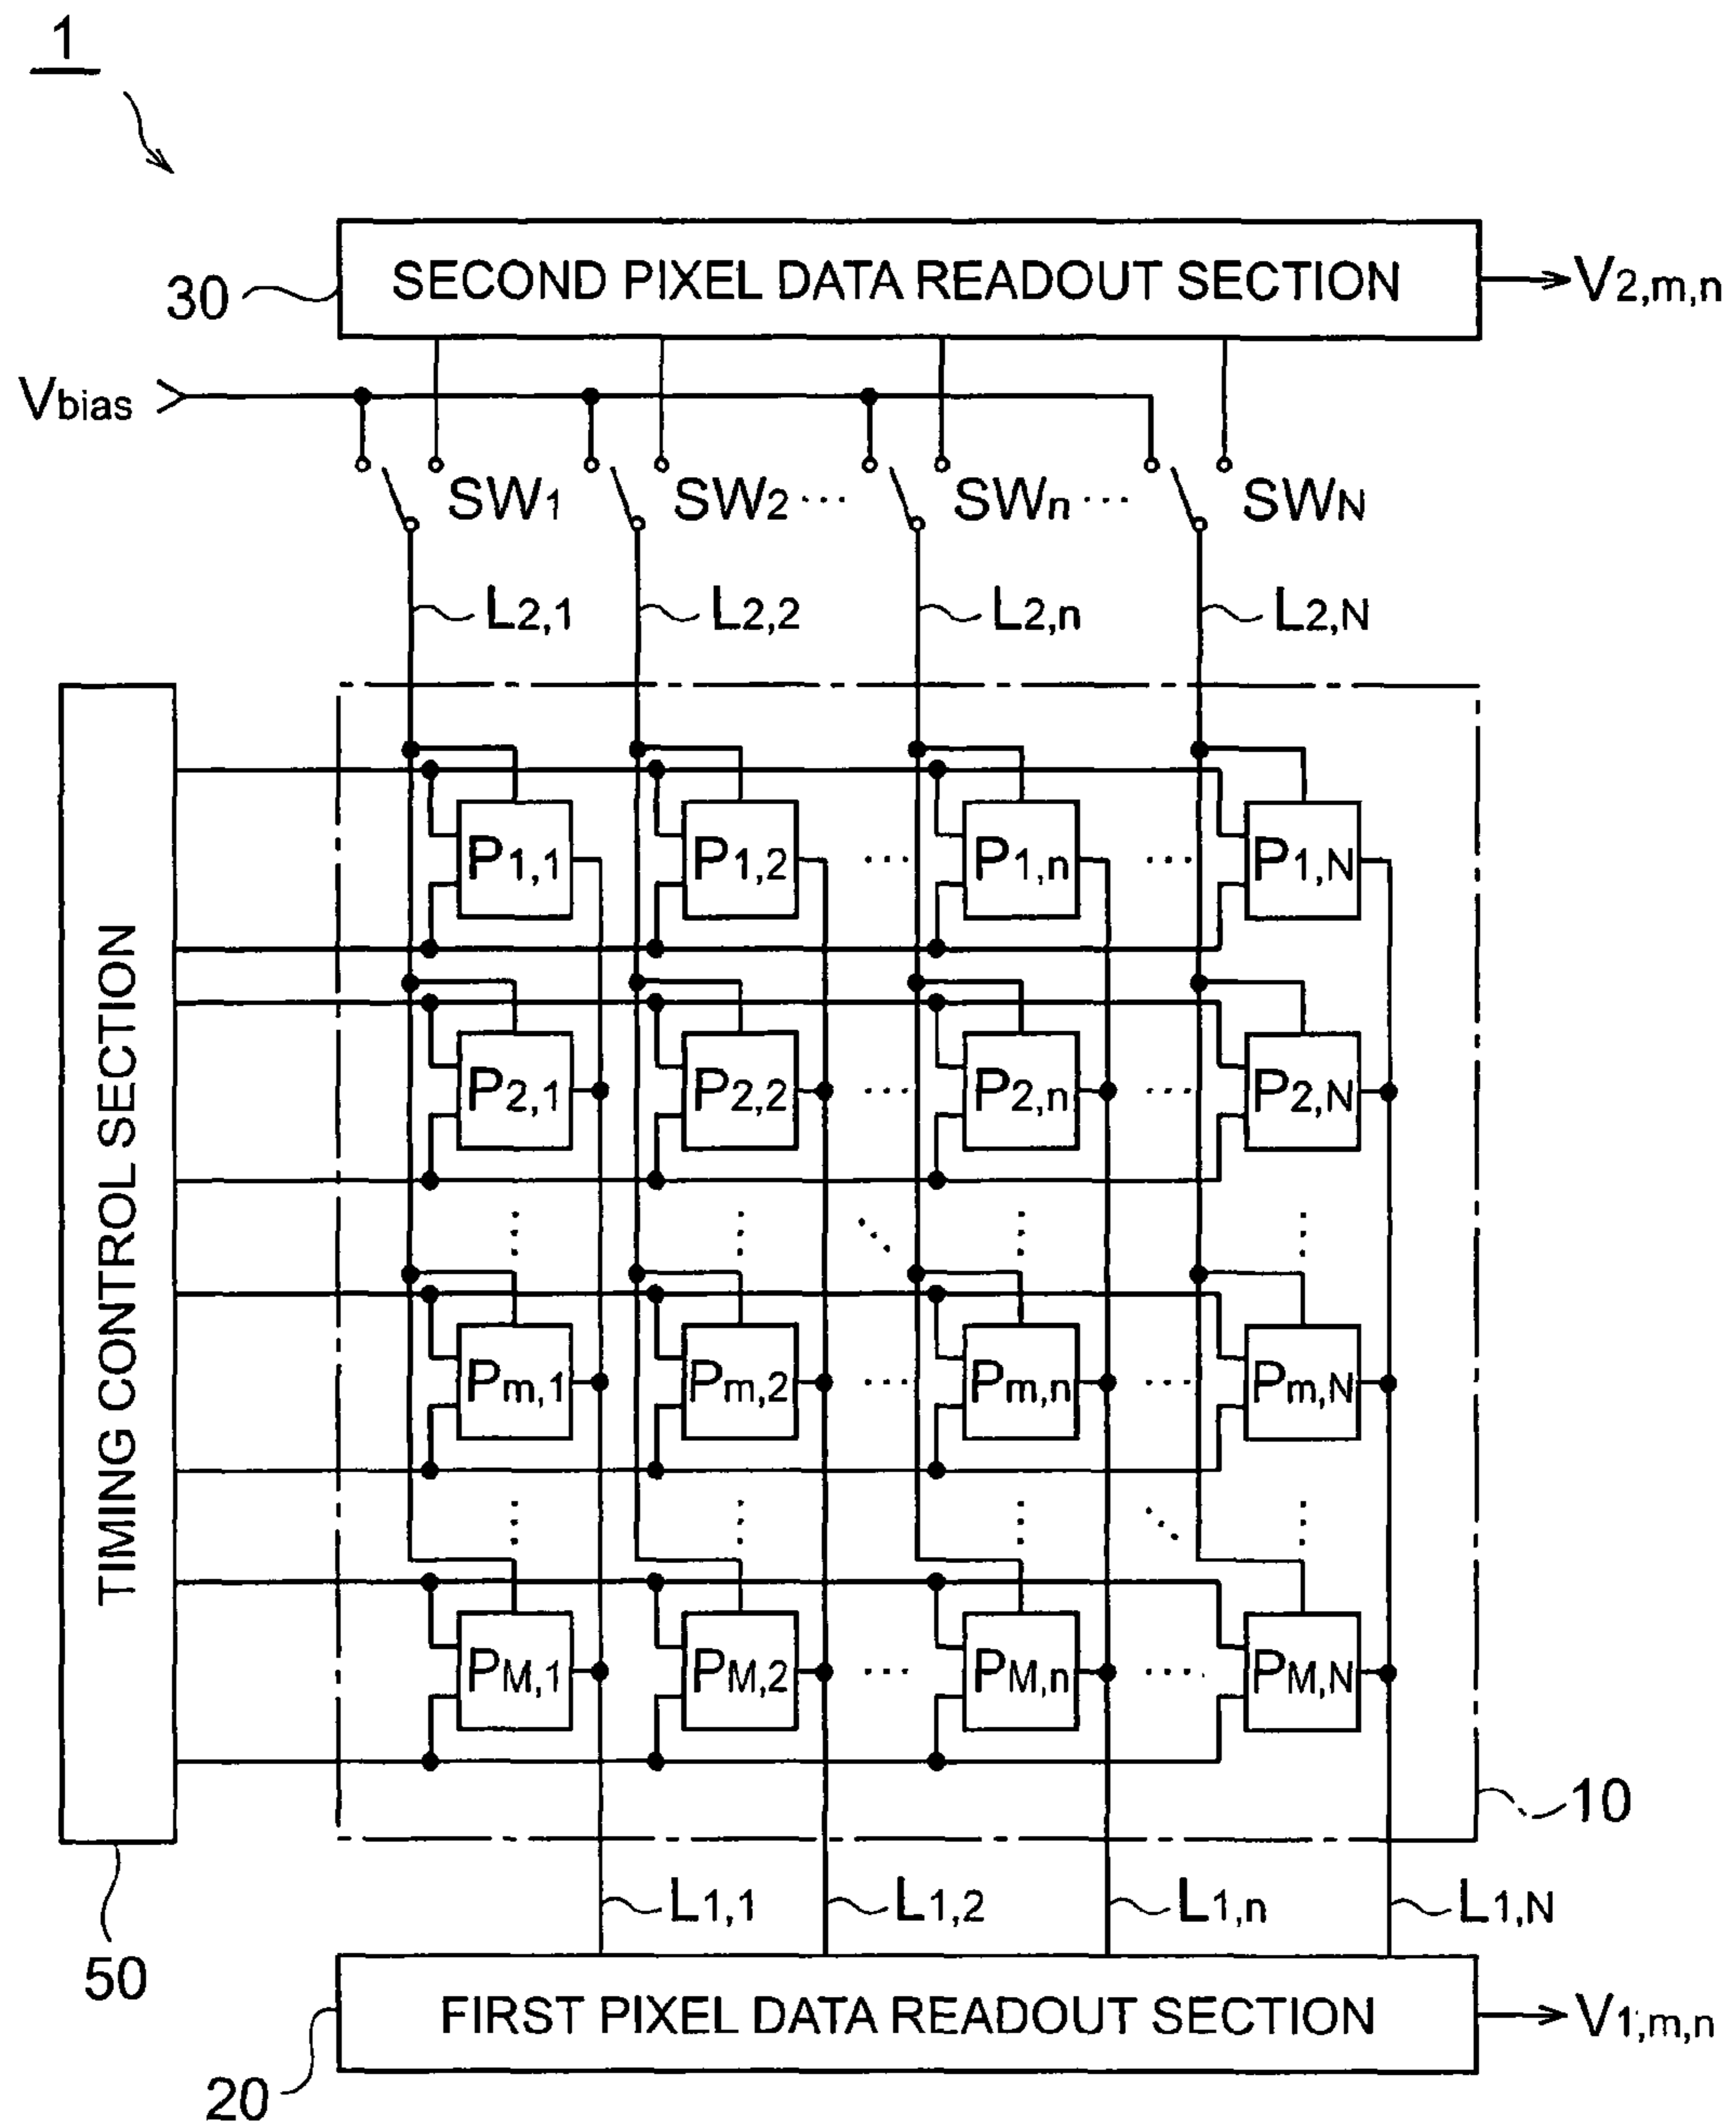 1
SECOND PIXEL DATA READOUT SECTION
30
V2,m,n
Vbias
SW1 SW2 ... SWn ... SWN
L2,1 L2,2 L2,n L2,N
TIMING CONTROL SECTION
P1,1 P1,2 ... P1,n ... P1,N
P2,1 P2,2 ... P2,n ... P2,N
Pm,1 Pm,2 ... Pm,n ... Pm,N
PM,1 PM,2 ... PM,n ... PM,N
10
L1,1 L1,2 L1,n L1,N
50
FIRST PIXEL DATA READOUT SECTION
V1,m,n
20